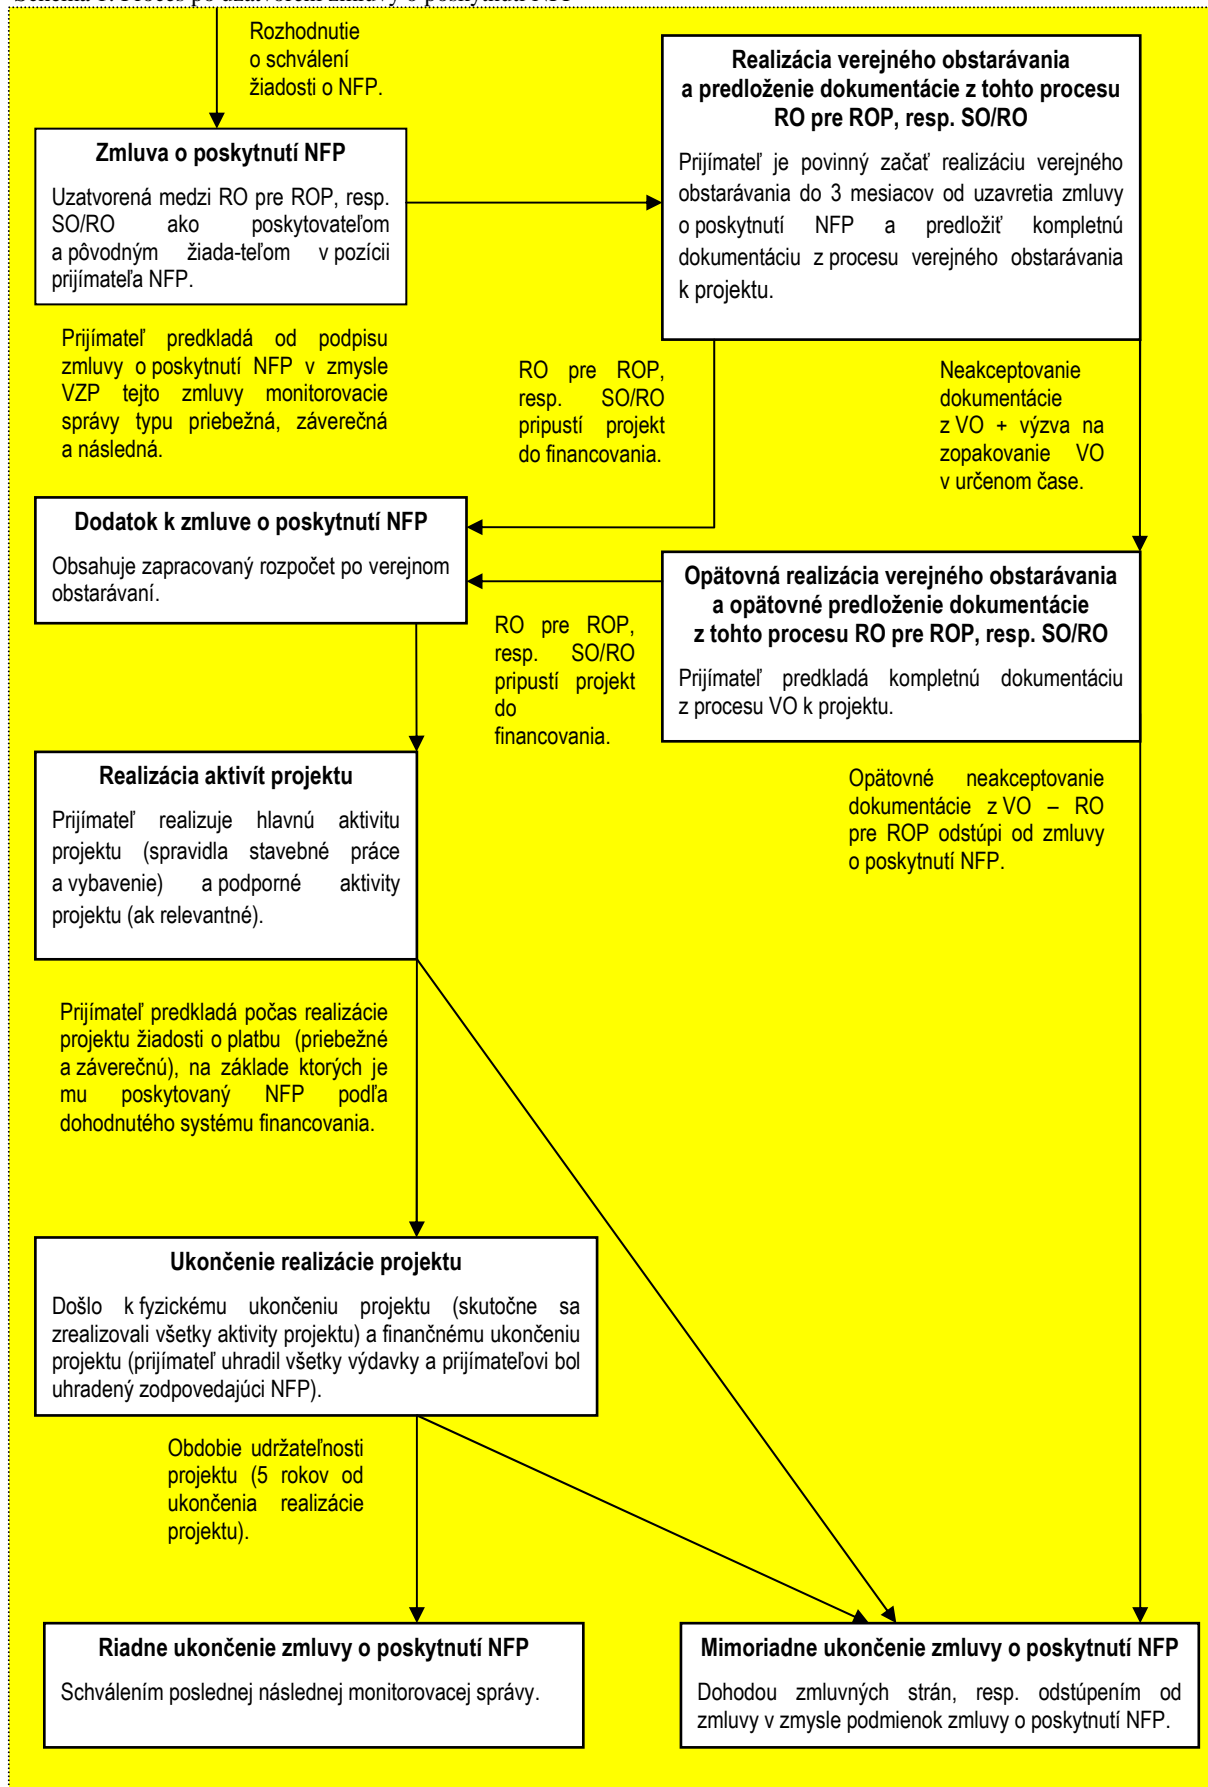 Schéma 1: Proces po uzatvorení zmluvy o poskytnutí NFP
Rozhodnutie
o schválení
žiadosti o NFP.
Zmluva o poskytnutí NFP
Uzatvorená medzi RO pre ROP, resp.
SO/RO ako poskytovateľom
a pôvodným žiada-teľom v pozícii
prijímateľa NFP.
Realizácia verejného obstarávania
a predloženie dokumentácie z tohto procesu
RO pre ROP, resp. SO/RO
Prijímateľ je povinný začať realizáciu verejného
obstarávania do 3 mesiacov od uzavretia zmluvy
o poskytnutí NFP a predložiť kompletnú
dokumentáciu z procesu verejného obstarávania
k projektu.
Prijímateľ predkladá od podpisu
zmluvy o poskytnutí NFP v zmysle
VZP tejto zmluvy monitorovacie
správy typu priebežná, záverečná
a následná.
RO pre ROP,
resp. SO/RO
pripustí projekt
do financovania.
Neakceptovanie
dokumentácie
z VO + výzva na
zopakovanie VO
v určenom čase.
Dodatok k zmluve o poskytnutí NFP
Obsahuje zapracovaný rozpočet po verejnom
obstarávaní.
Opätovná realizácia verejného obstarávania
a opätovné predloženie dokumentácie
z tohto procesu RO pre ROP, resp. SO/RO
Prijímateľ predkladá kompletnú dokumentáciu
z procesu VO k projektu.
RO pre ROP,
resp. SO/RO
pripustí projekt
do
financovania.
Realizácia aktivít projektu
Prijímateľ realizuje hlavnú aktivitu
projektu (spravidla stavebné práce
a vybavenie) a podporné aktivity
projektu (ak relevantné).
Opätovné neakceptovanie
dokumentácie z VO – RO
pre ROP odstúpi od zmluvy
o poskytnutí NFP.
Prijímateľ predkladá počas realizácie
projektu žiadosti o platbu (priebežné
a záverečnú), na základe ktorých je
mu poskytovaný NFP podľa
dohodnutého systému financovania.
Ukončenie realizácie projektu
Došlo k fyzickému ukončeniu projektu (skutočne sa
zrealizovali všetky aktivity projektu) a finančnému ukončeniu
projektu (prijímateľ uhradil všetky výdavky a prijímateľovi bol
uhradený zodpovedajúci NFP).
Obdobie udržateľnosti
projektu (5 rokov od
ukončenia realizácie
projektu).
Riadne ukončenie zmluvy o poskytnutí NFP
Schválením poslednej následnej monitorovacej správy.
Mimoriadne ukončenie zmluvy o poskytnutí NFP
Dohodou zmluvných strán, resp. odstúpením od
zmluvy v zmysle podmienok zmluvy o poskytnutí NFP.